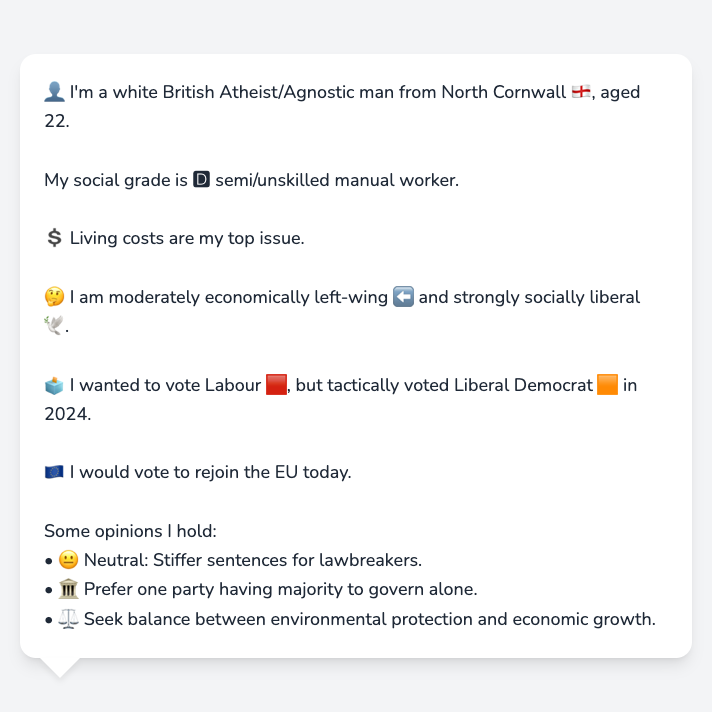 👤 I'm a white British Atheist/Agnostic man from North Cornwall 🏴󠁧󠁢󠁥󠁮󠁧󠁿, aged
22.
My social grade is 🅳 semi/unskilled manual worker.
💲 Living costs are my top issue.
🤔 I am moderately economically left-wing ⬅️ and strongly socially liberal
🕊️.
🗳️ I wanted to vote Labour 🟥, but tactically voted Liberal Democrat 🟧 in
2024.
🇪🇺 I would vote to rejoin the EU today.
Some opinions I hold:
• 😐 Neutral: Stiffer sentences for lawbreakers.
• 🏛️ Prefer one party having majority to govern alone.
• ⚖️ Seek balance between environmental protection and economic growth.